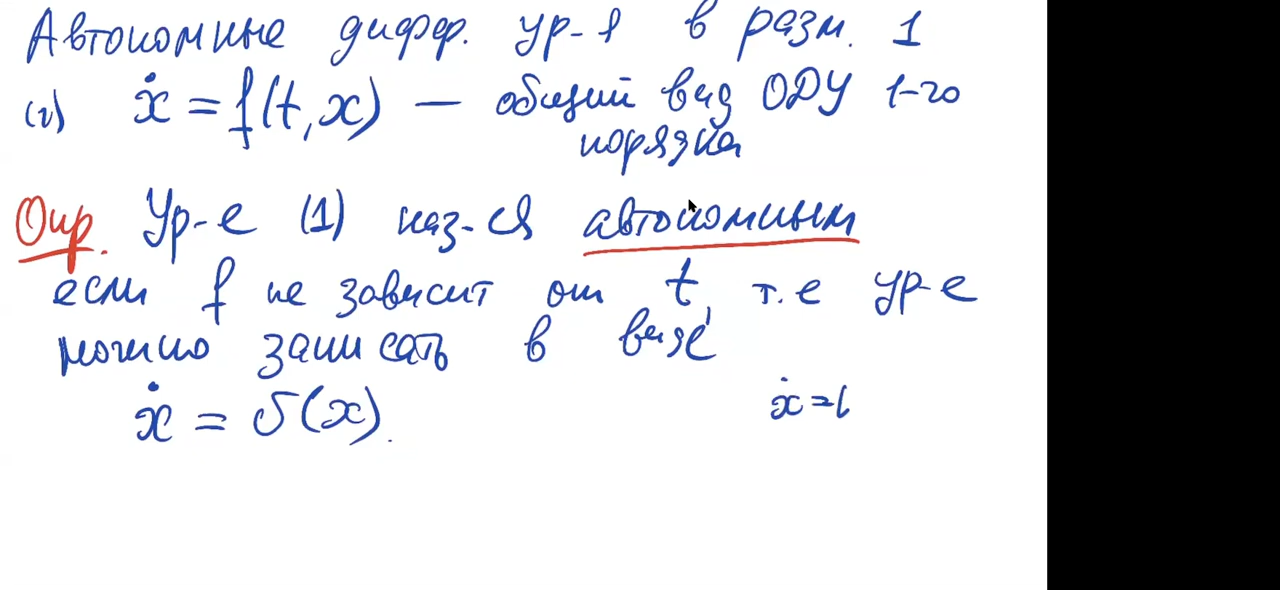 Автономные дифф. ур-я в разм. 1
(1) ẋ = f(t, x) — общий вид ОДУ 1-го
порядка
Опр. Ур-е (1) наз-ся автономным
если f не зависит от t, т.е ур-е
можно записать в виде
ẋ = v(x).
ẋ =